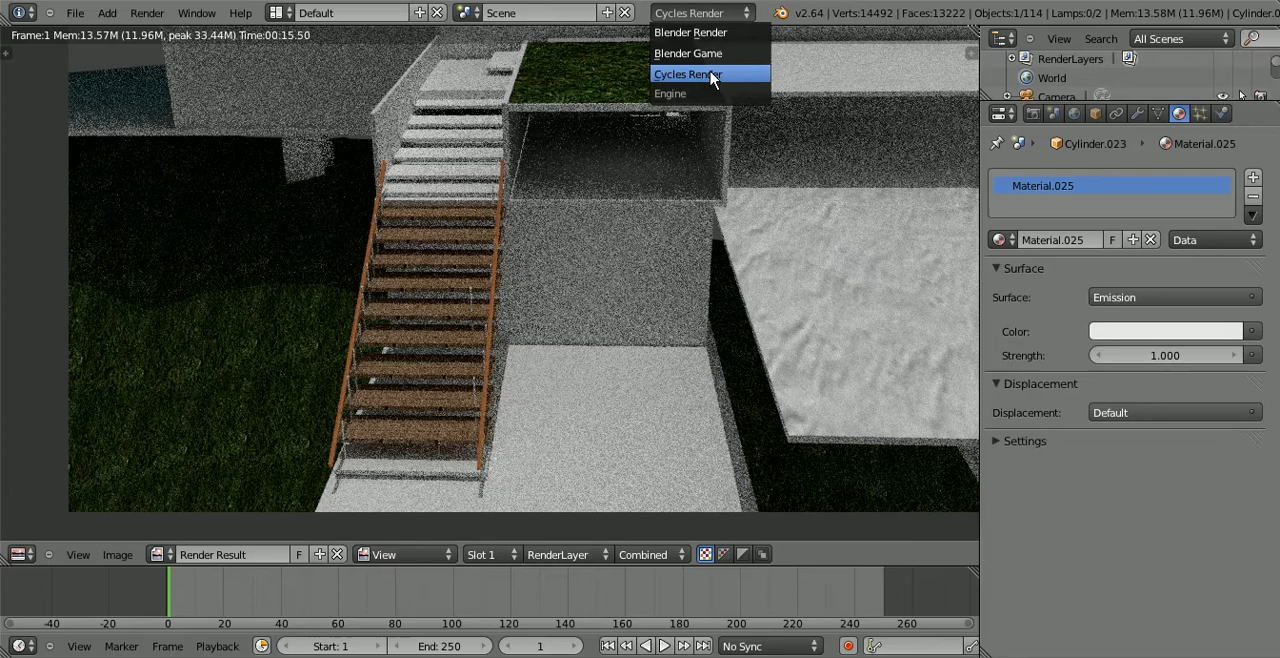 File Add Render Window Help Default Scene Cycles Render v2.64 | Verts:14492 | Faces:13222 | Objects:1/114 | Lamps:0/2 | Mem:13.58M (11.96M) | Cylinder.0
Frame:1 Mem:13.57M (11.96M, peak 33.44M) Time:00:15.50
Blender Render
Blender Game
Cycles Render
Engine
View Search All Scenes
RenderLayers
World
Camera
Cylinder.023 Material.025
Material.025
Material.025 F Data
Surface
Surface: Emission
Color:
Strength: 1.000
Displacement
Displacement: Default
Settings
View Image Render Result F View Slot 1 RenderLayer Combined
-40 -20 0 20 40 60 80 100 120 140 160 180 200 220 240 260
View Marker Frame Playback Start: 1 End: 250 1 No Sync